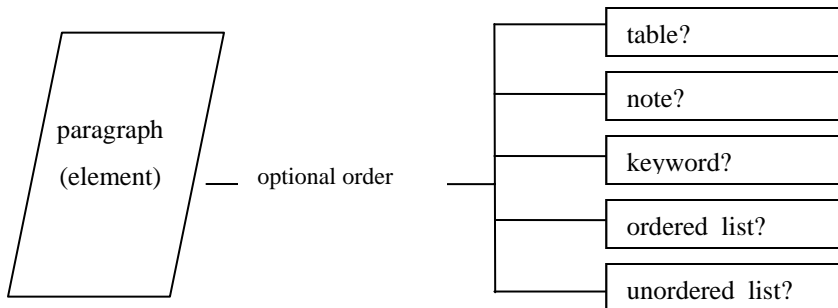 paragraph
(element)
optional order
table?
note?
keyword?
ordered list?
unordered list?